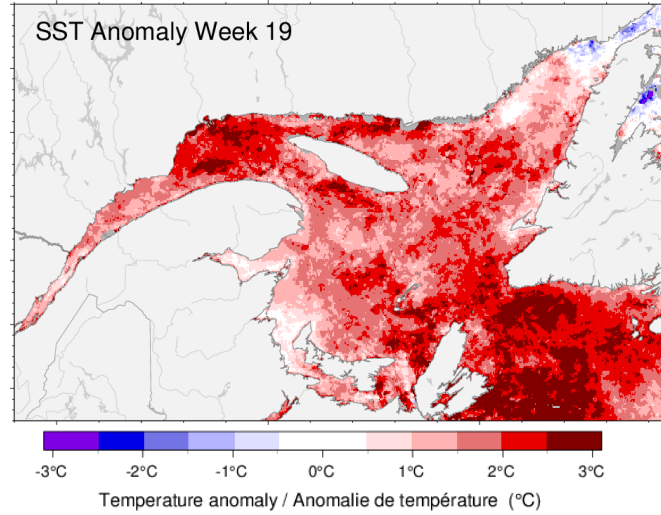 SST Anomaly Week 19
-3°C -2°C -1°C 0°C 1°C 2°C 3°C
Temperature anomaly / Anomalie de température (°C)